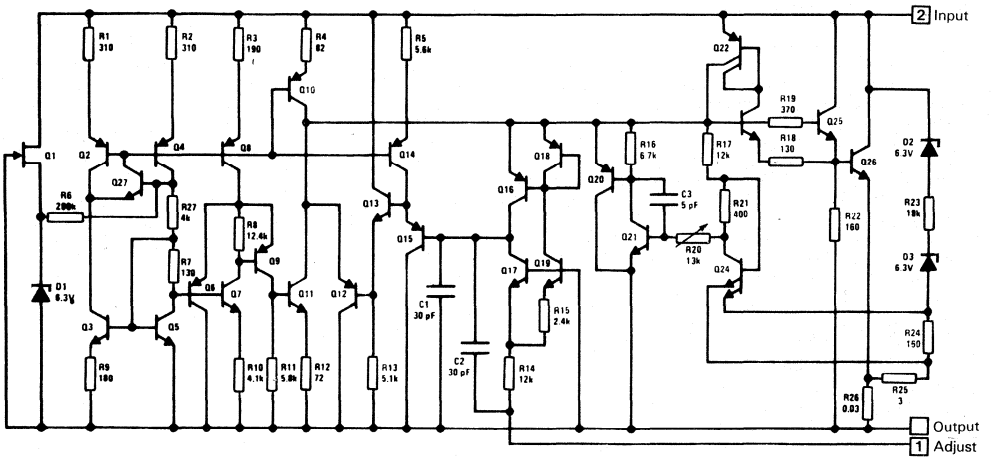 2 Input
R1
310
R2
310
R3
190
R4
82
R5
5.6k
Q22
Q10
R19
370
Q25
R18
130
D2
6.3V
Q1
Q2
Q4
Q8
Q14
Q18
R16
6.7k
R17
12k
Q26
Q27
Q16
Q20
R6
200k
R27
4k
Q13
C3
5 pF
R21
400
R22
160
R23
18k
R8
12.4k
Q15
Q21
R20
13k
R7
130
Q9
Q17
Q19
Q24
D3
6.3V
D1
6.3V
Q6
Q7
Q11
Q12
C1
30 pF
R15
2.4k
Q3
Q5
C2
30 pF
R24
150
R9
180
R10
4.1k
R11
5.8k
R12
72
R13
5.1k
R14
12k
R26
0.03
R25
3
Output
1 Adjust